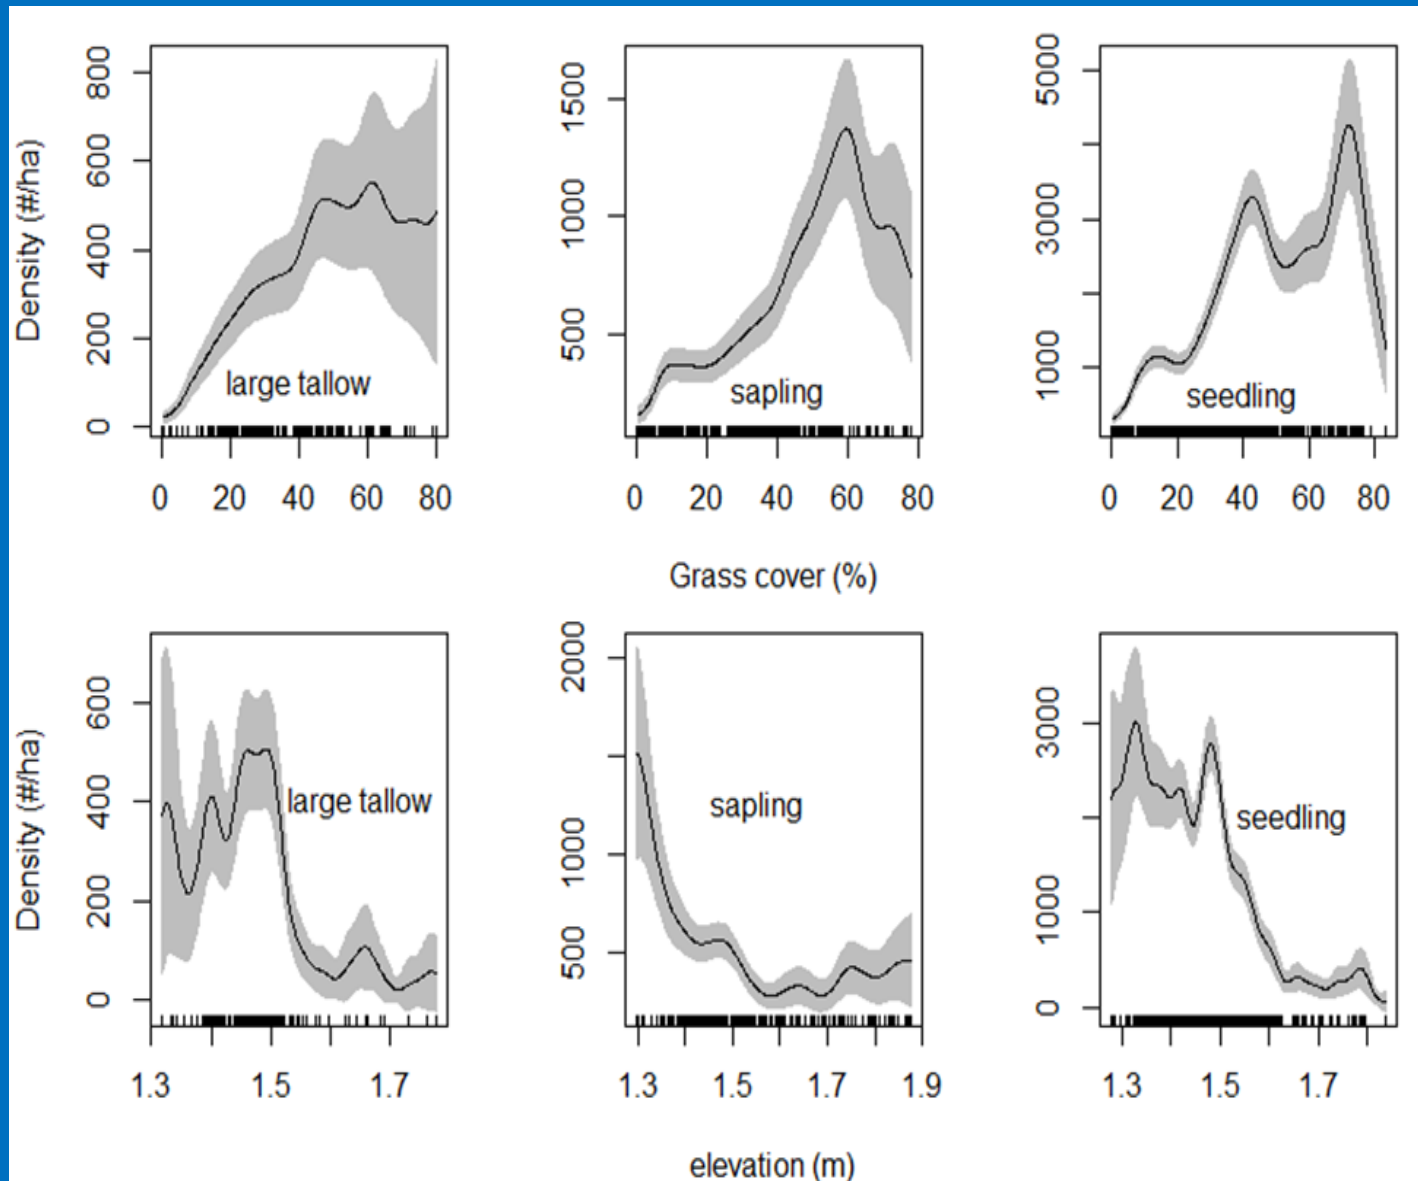 Density (#/ha)
800
600
400
200
0
large tallow
0 20 40 60 80
1500
1000
500
sapling
0 20 40 60 80
5000
3000
1000
seedling
0 20 40 60 80
Grass cover (%)
Density (#/ha)
600
400
200
0
large tallow
1.3 1.5 1.7
2000
1000
500
sapling
1.3 1.5 1.7 1.9
3000
1000
0
seedling
1.3 1.5 1.7
elevation (m)